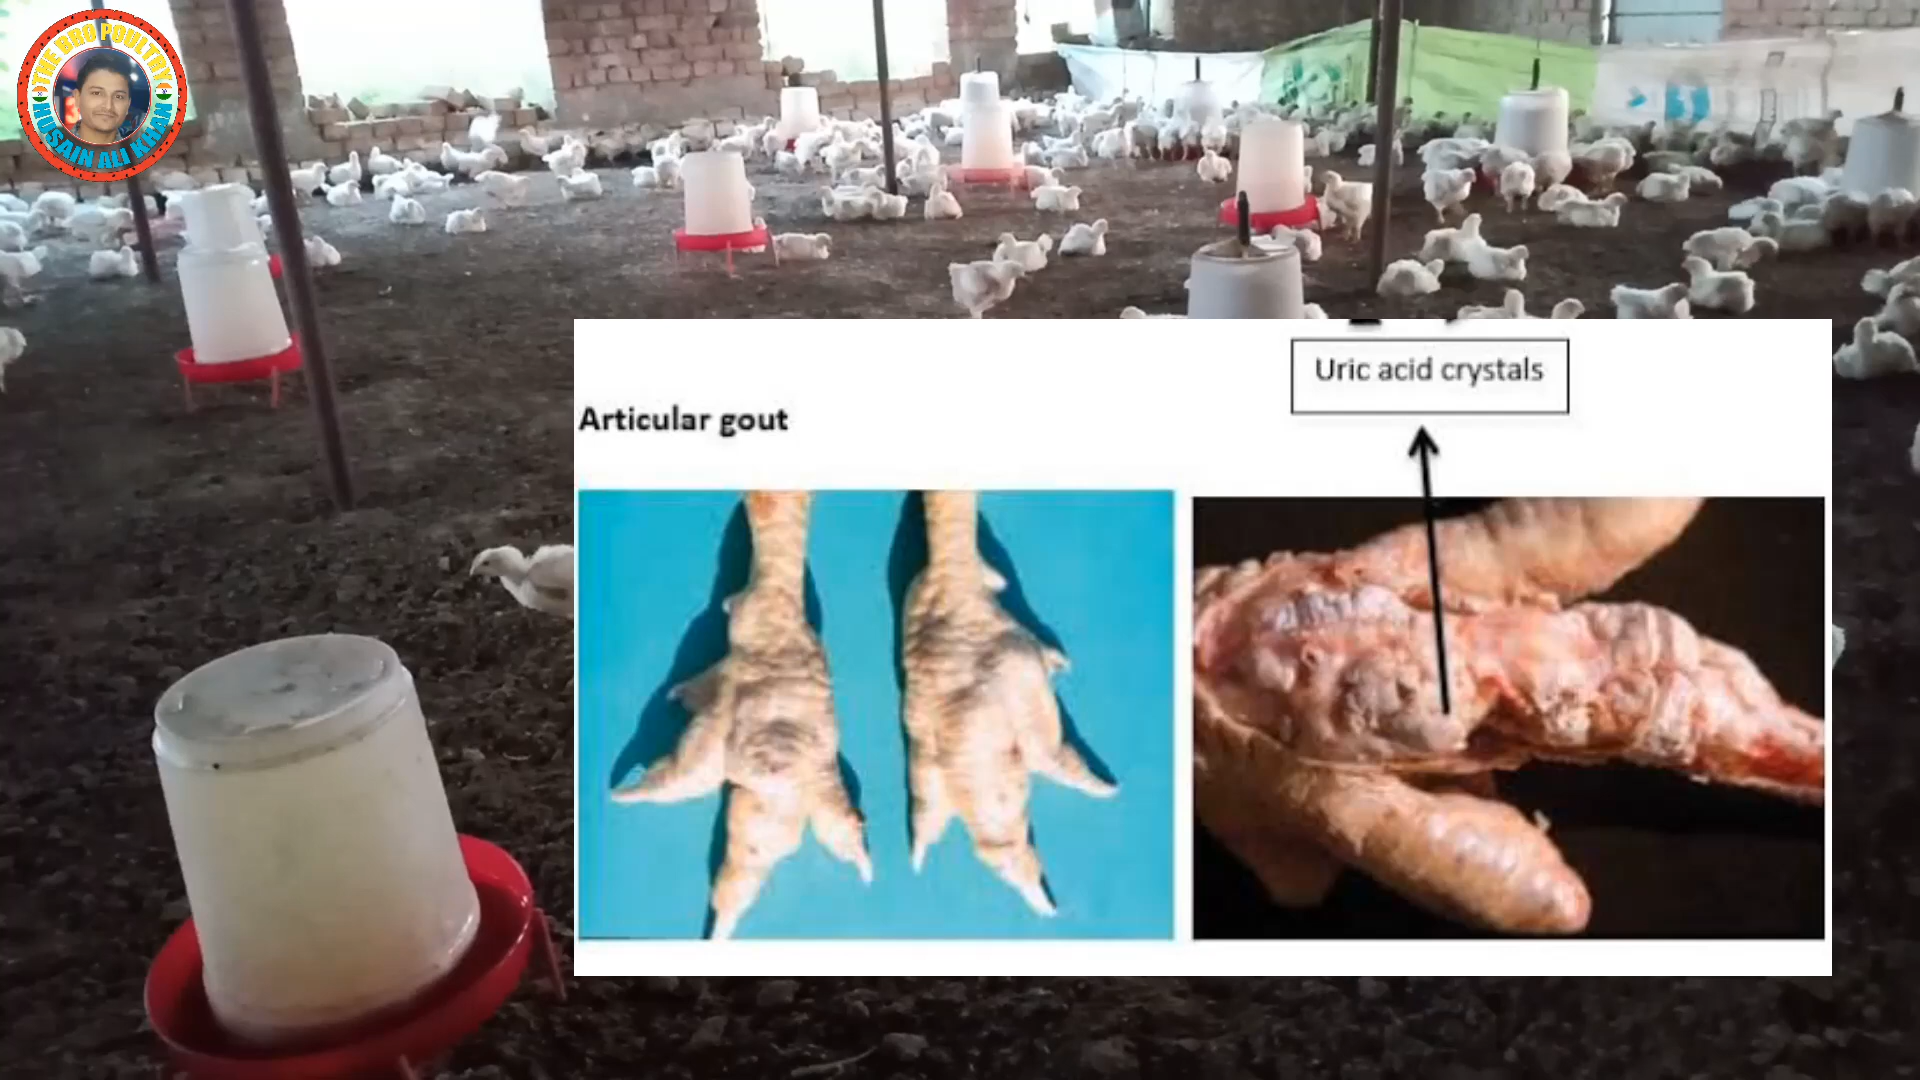 THE BRO POULTRY
HUSAIN ALI KHAN
Uric acid crystals
Articular gout